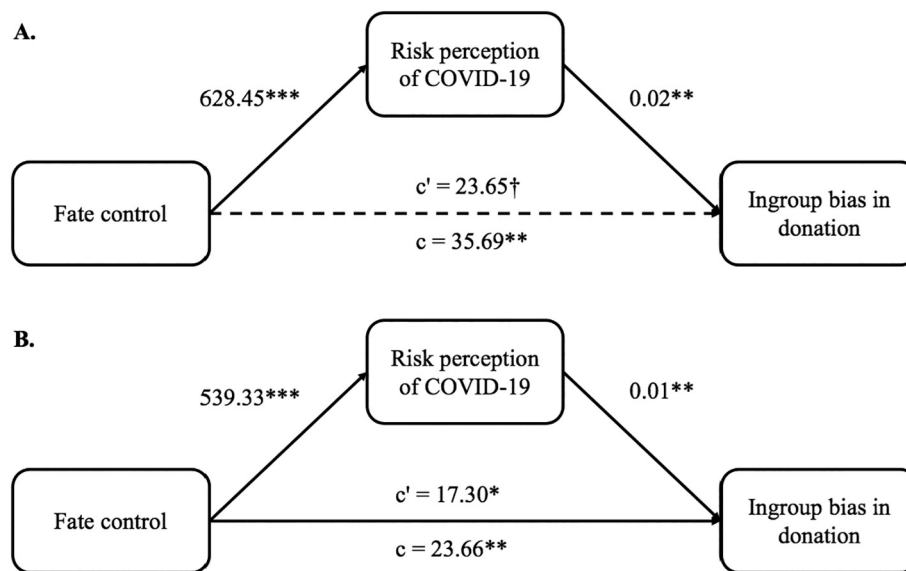 A.
Risk perception
of COVID-19
628.45***
0.02**
Fate control
c' = 23.65†
c = 35.69**
Ingroup bias in
donation
B.
Risk perception
of COVID-19
539.33***
0.01**
Fate control
c' = 17.30*
c = 23.66**
Ingroup bias in
donation